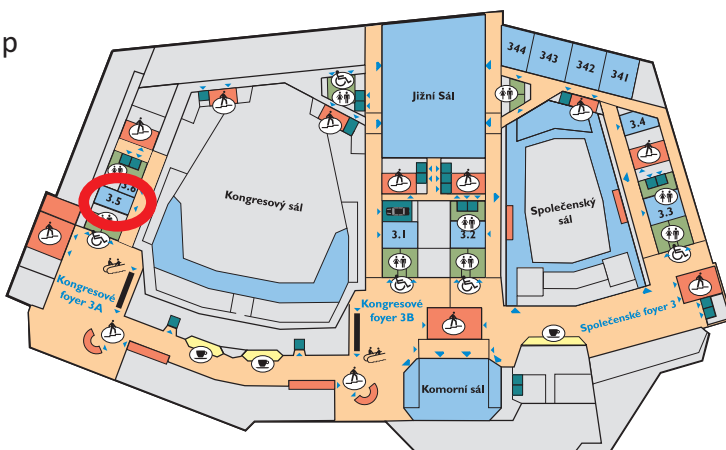 p
344
343
342
341
Jižní Sál
3.4
3.6
3.5
Kongresový sál
Společenský
sál
3.3
3.1
3.2
Kongresové
foyer 3A
Kongresové
foyer 3B
Společenské foyer 3
Komorní sál